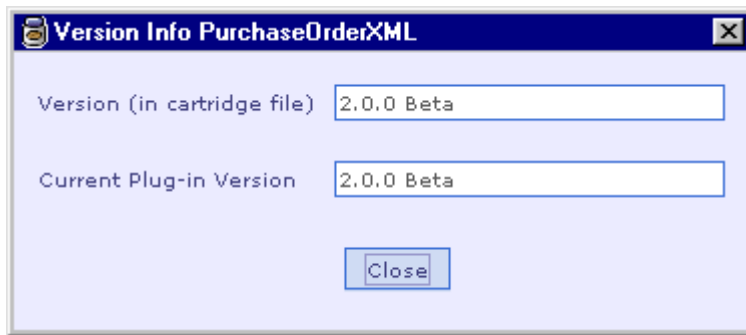 Version Info PurchaseOrderXML
Version (in cartridge file) 2.0.0 Beta
Current Plug-in Version 2.0.0 Beta
Close